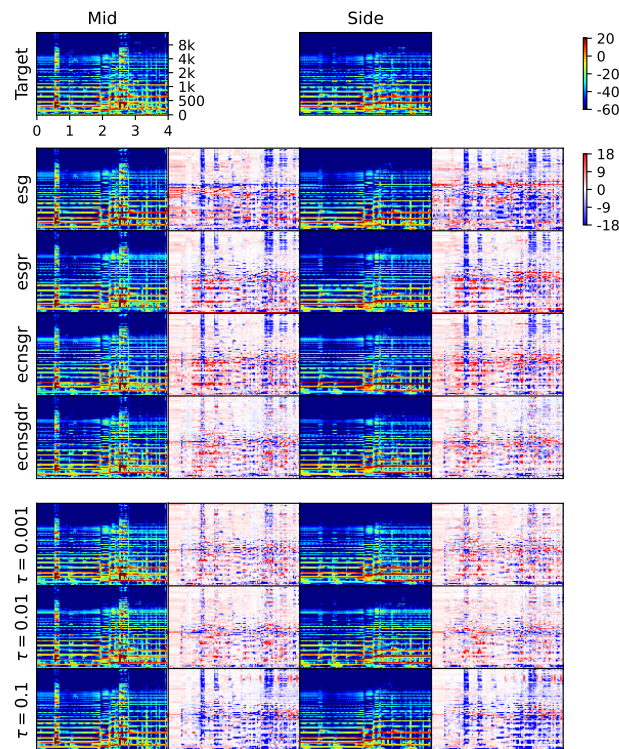 Mid Side
Target
8k
4k
2k
1k
500
0
0 1 2 3 4
20
0
-20
-40
-60
18
9
0
-9
-18
esg
esgr
ecnsgr
ecnsgdr
τ = 0.001
τ = 0.01
τ = 0.1